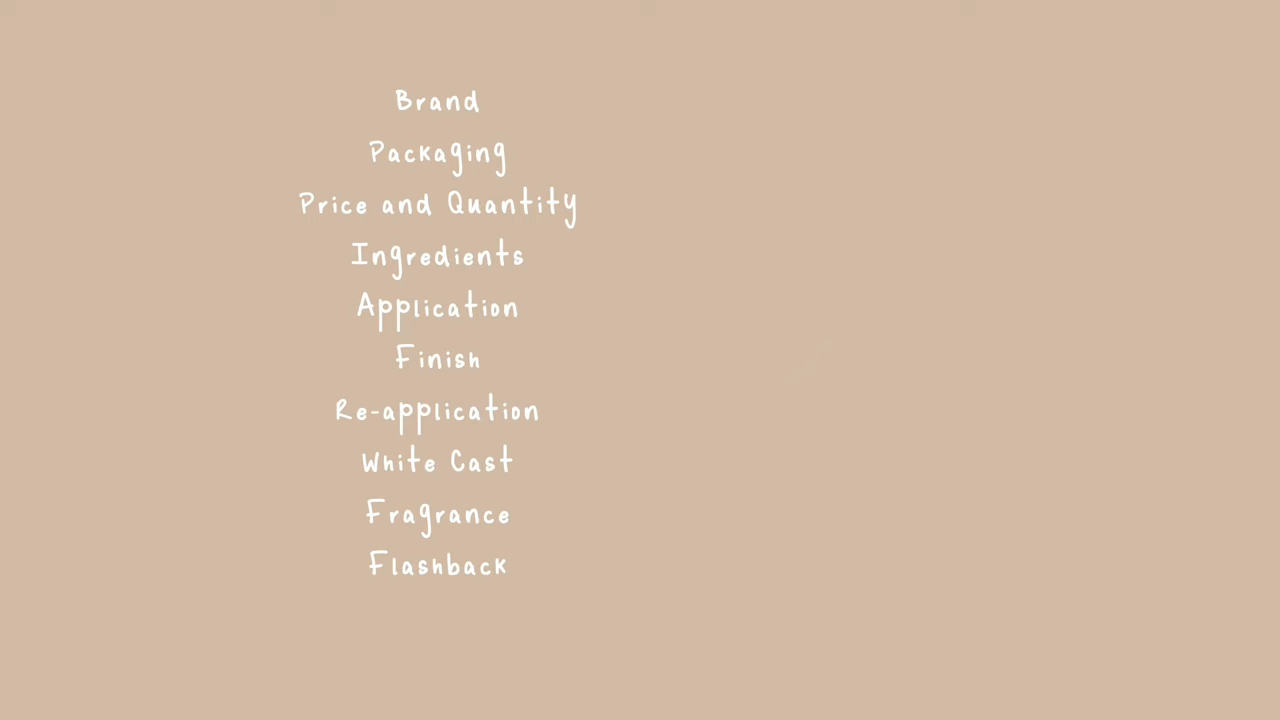 Brand
Packaging
Price and Quantity
Ingredients
Application
Finish
Re-application
White Cast
Fragrance
Flashback